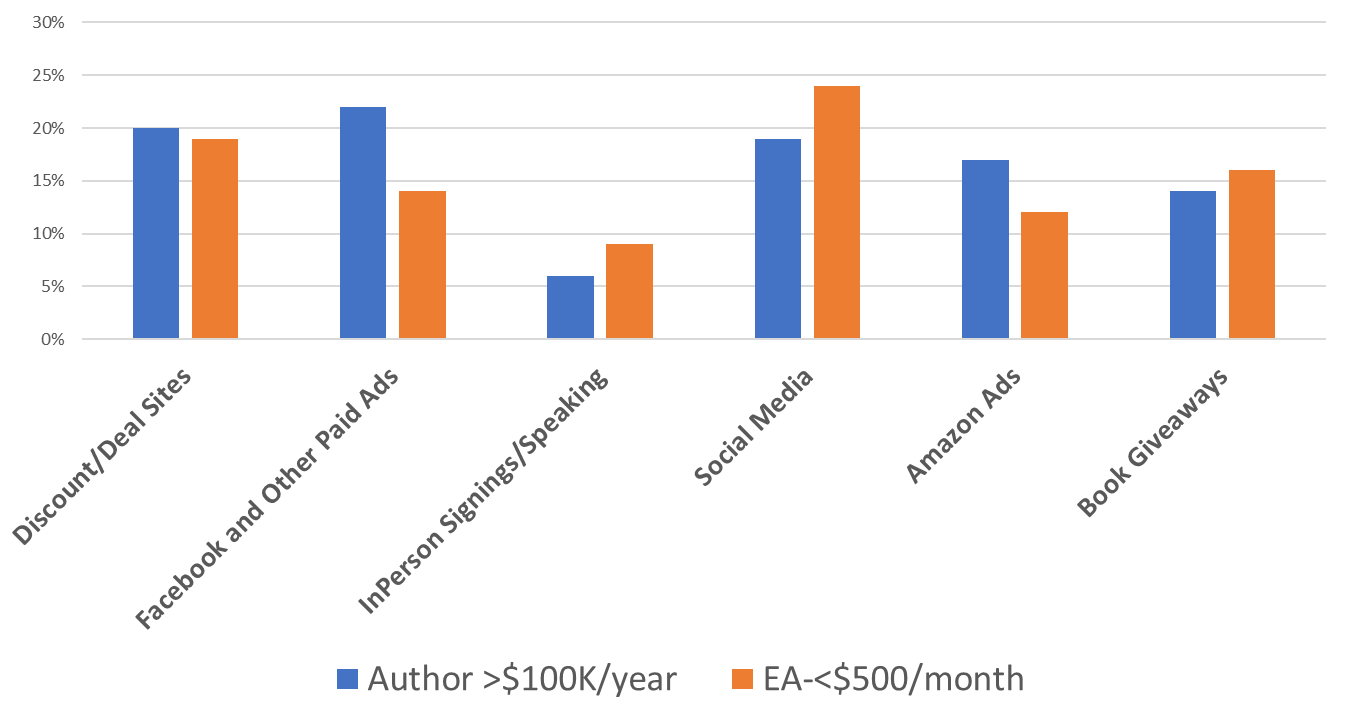 30%
25%
20%
15%
10%
5%
0%
Discount/Deal Sites
Facebook and Other Paid Ads
InPerson Signings/Speaking
Social Media
Amazon Ads
Book Giveaways
Author >$100K/year
EA-<$500/month